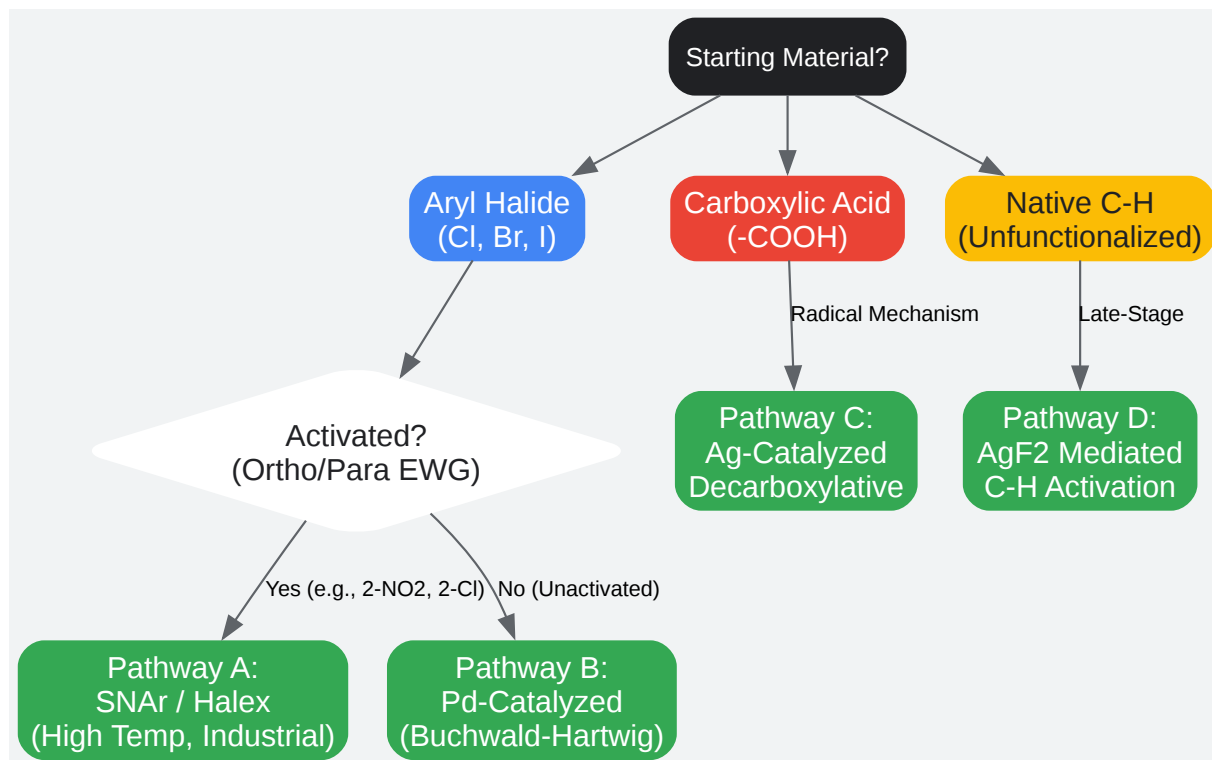 Starting Material?
Aryl Halide
(Cl, Br, I)
Carboxylic Acid
(-COOH)
Native C-H
(Unfunctionalized)
Radical Mechanism
Late-Stage
Activated?
(Ortho/Para EWG)
Pathway C:
Ag-Catalyzed
Decarboxylative
Pathway D:
AgF2 Mediated
C-H Activation
Yes (e.g., 2-NO2, 2-Cl)
No (Unactivated)
Pathway A:
SNAr / Halex
(High Temp, Industrial)
Pathway B:
Pd-Catalyzed
(Buchwald-Hartwig)